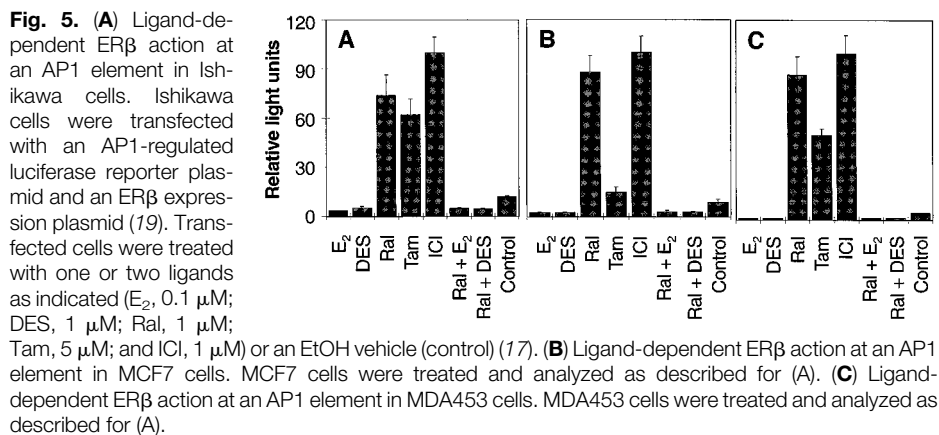 Fig. 5. (A) Ligand-de-
pendent ERβ action at
an AP1 element in Ish-
ikawa cells. Ishikawa
cells were transfected
with an AP1-regulated
luciferase reporter plas-
mid and an ERβ expres-
sion plasmid (19). Trans-
fected cells were treated
with one or two ligands
as indicated (E₂, 0.1 μM;
DES, 1 μM; Ral, 1 μM;
Tam, 5 μM; and ICI, 1 μM) or an EtOH vehicle (control) (17). (B) Ligand-dependent ERβ action at an AP1
element in MCF7 cells. MCF7 cells were treated and analyzed as described for (A). (C) Ligand-
dependent ERβ action at an AP1 element in MDA453 cells. MDA453 cells were treated and analyzed as
described for (A).
Relative light units
120
90
60
30
0
A
E₂
DES
Ral
Tam
ICI
Ral + E₂
Ral + DES
Control
B
E₂
DES
Ral
Tam
ICI
Ral + E₂
Ral + DES
Control
C
E₂
DES
Ral
Tam
ICI
Ral + E₂
Ral + DES
Control